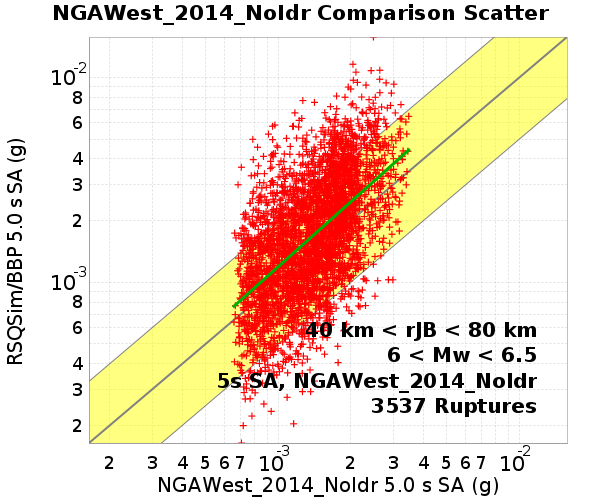 NGAWest_2014_NoIdr Comparison Scatter
10-2
8
6
4
3
2
10-3
8
6
4
3
2
RSQSim/BBP 5.0 s SA (g)
40 km < rJB < 80 km
6 < Mw < 6.5
5s SA, NGAWest_2014_NoIdr
3537 Ruptures
2 3 4 5 6 7 10-3 2 3 4 5 6 7 10-2
NGAWest_2014_NoIdr 5.0 s SA (g)